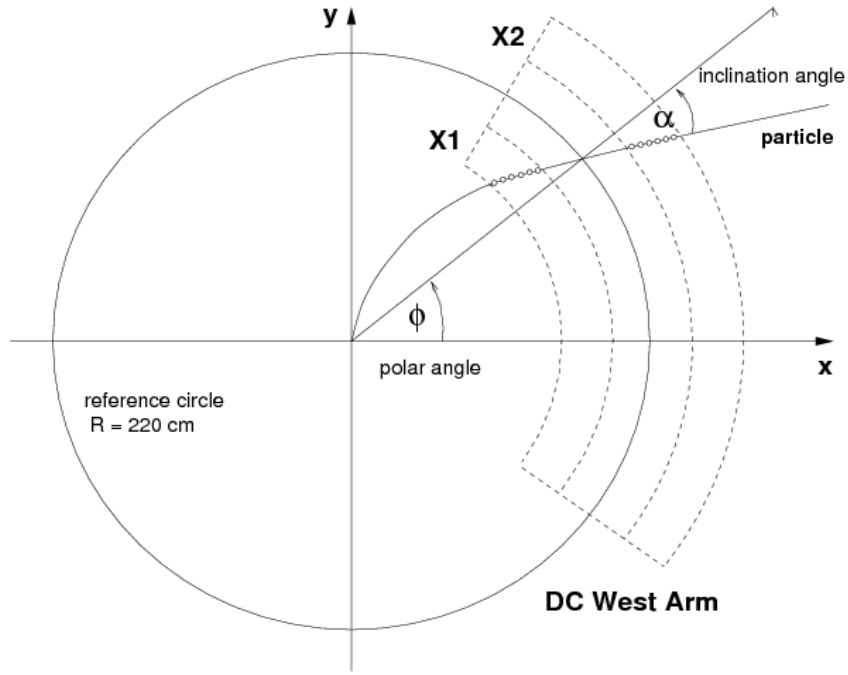 y
X2
inclination angle
α
X1
particle
ϕ
x
polar angle
reference circle
R = 220 cm
DC West Arm